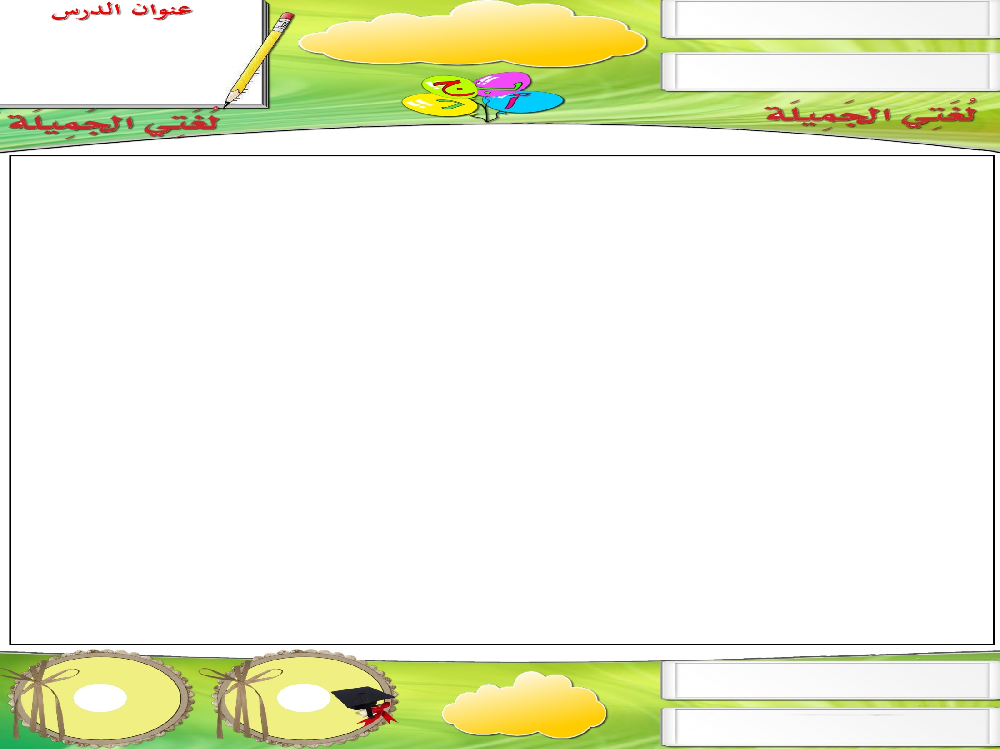 عنوان الدرس
أ
ب
ج
د
لُغَتِي الجَمِيلَة
لُغَتِي الجَمِيلَة